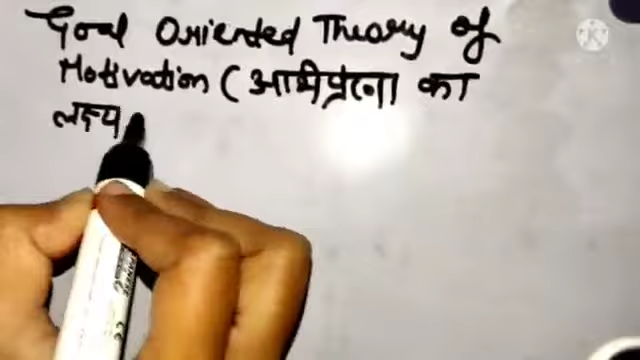 Goal Oriented Theory of
Motivation (अभिप्रेरणा का
लक्ष्य